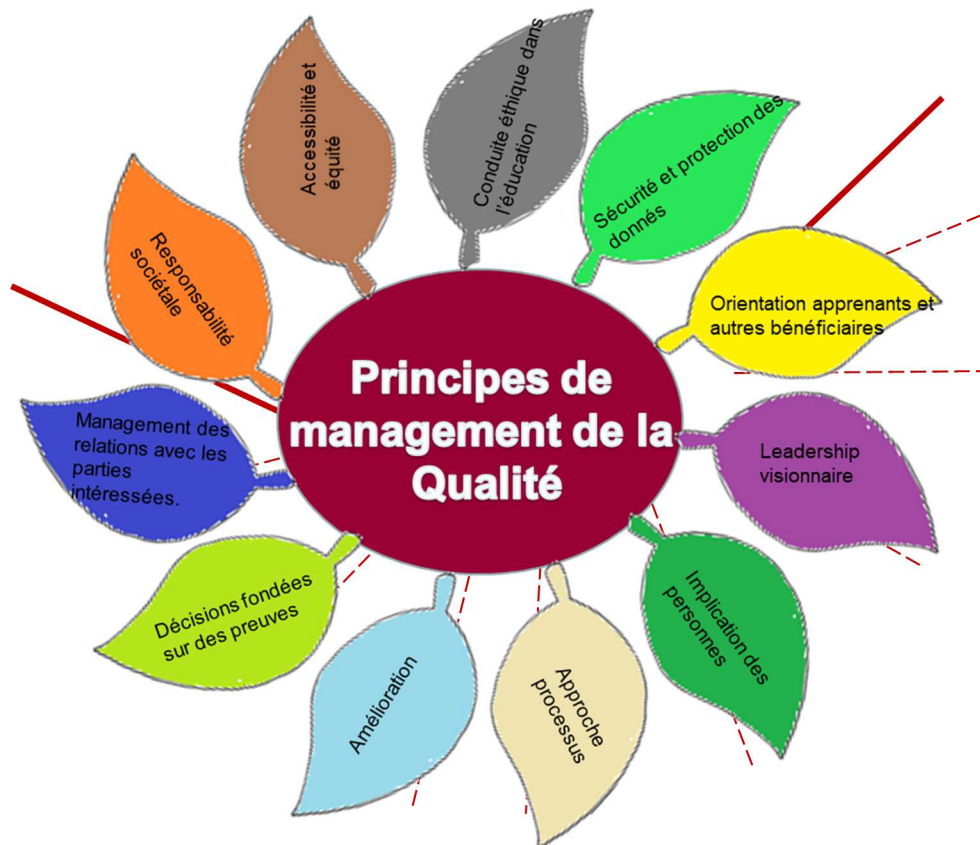 Principes de
management de la
Qualité
Accessibilité et
équité
Conduite éthique dans
l'éducation
Sécurité et protection des
donnés
Orientation apprenants et
autres bénéficiaires
Leadership
visionnaire
Implication des
personnes
Approche
processus
Amélioration
Décisions fondées
sur des preuves
Management des
relations avec les
parties
intéressées.
Responsabilité
sociétale